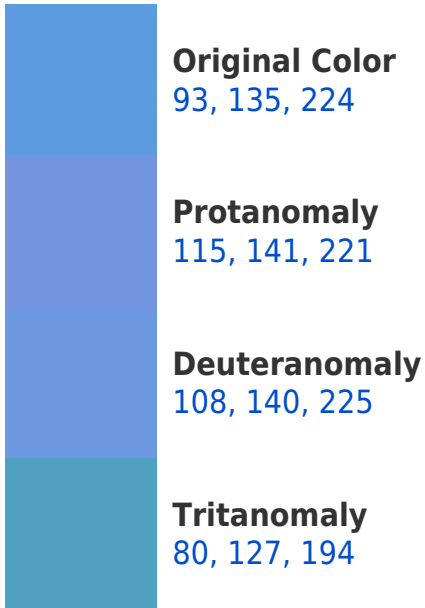 Original Color
93, 135, 224
Protanomaly
115, 141, 221
Deuteranomaly
108, 140, 225
Tritanomaly
80, 127, 194